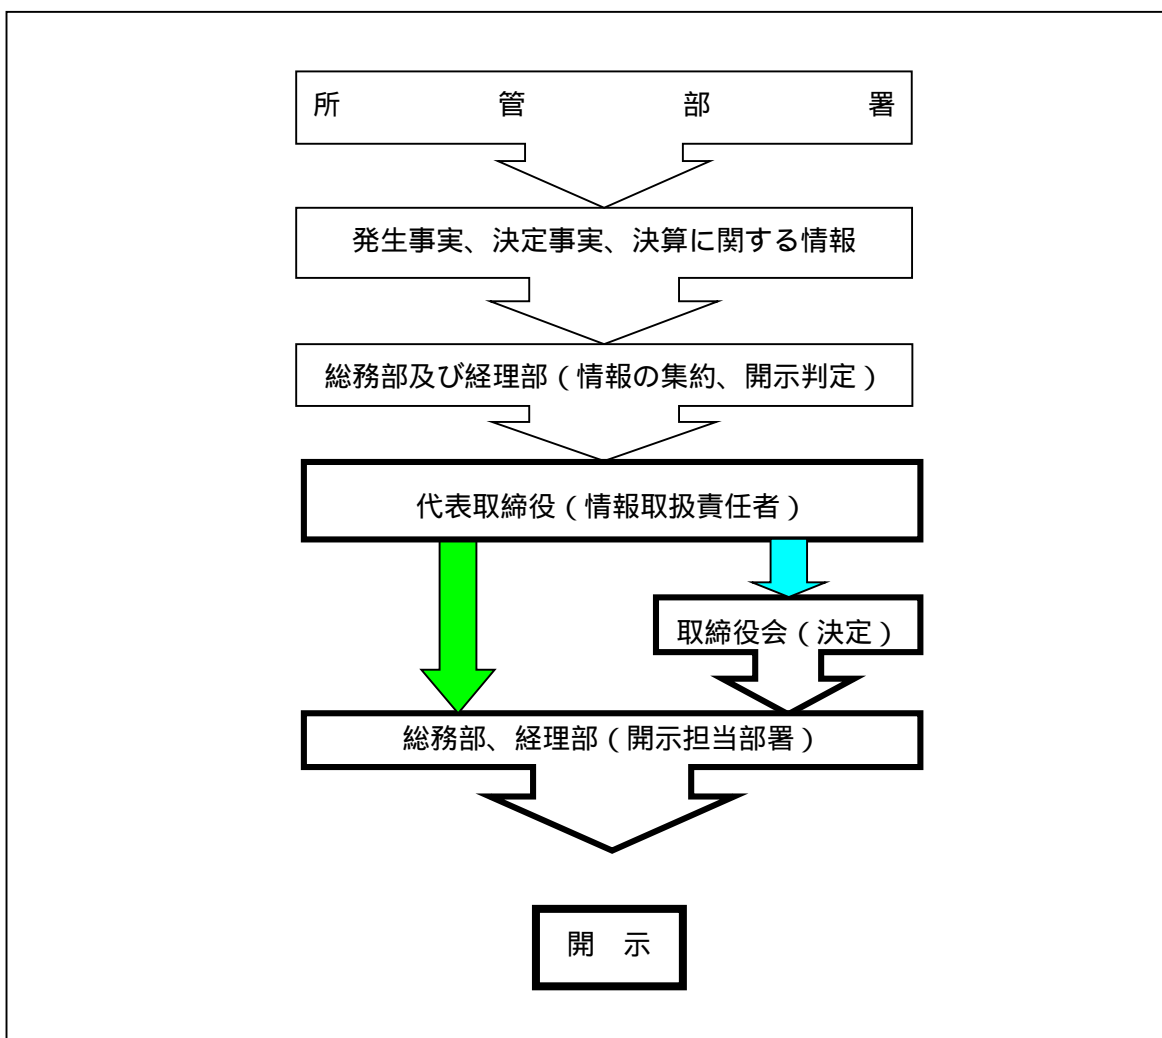 所管部署
発生事実、決定事実、決算に関する情報
総務部及び経理部（情報の集約、開示判定）
代表取締役（情報取扱責任者）
取締役会（決定）
総務部、経理部（開示担当部署）
開　示